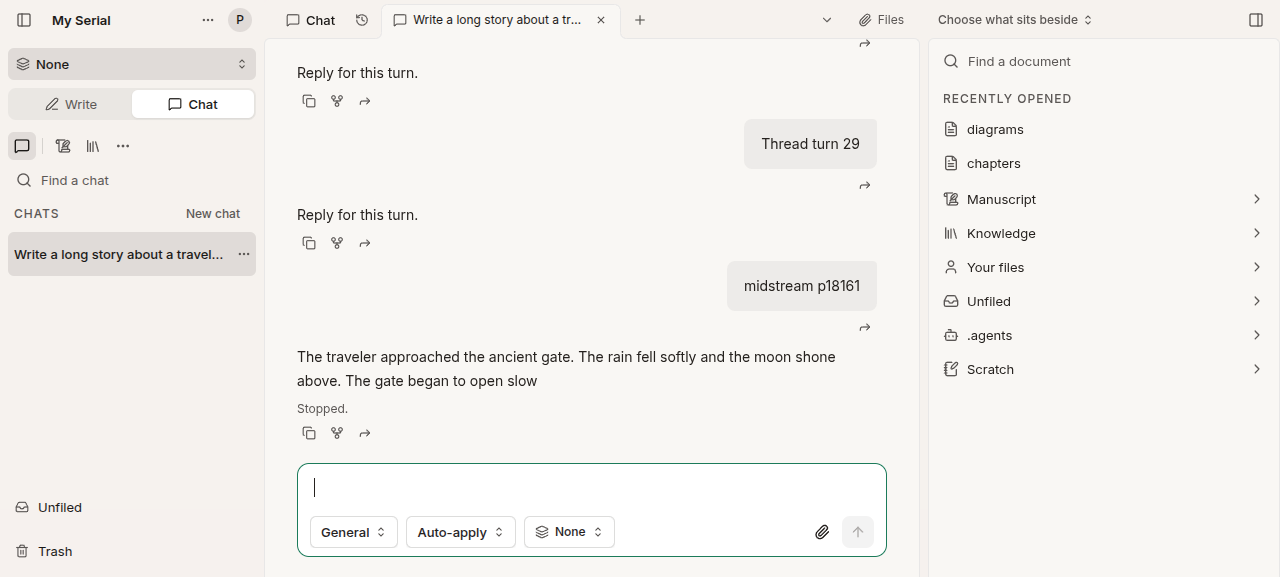 My Serial
P
None
Write
Chat
Find a chat
CHATS
New chat
Write a long story about a travel...
Unfiled
Trash
Chat
Write a long story about a tr...
Files
Reply for this turn.
Thread turn 29
Reply for this turn.
midstream p18161
The traveler approached the ancient gate. The rain fell softly and the moon shone
above. The gate began to open slow
Stopped.
General
Auto-apply
None
Choose what sits beside
Find a document
RECENTLY OPENED
diagrams
chapters
Manuscript
Knowledge
Your files
Unfiled
.agents
Scratch